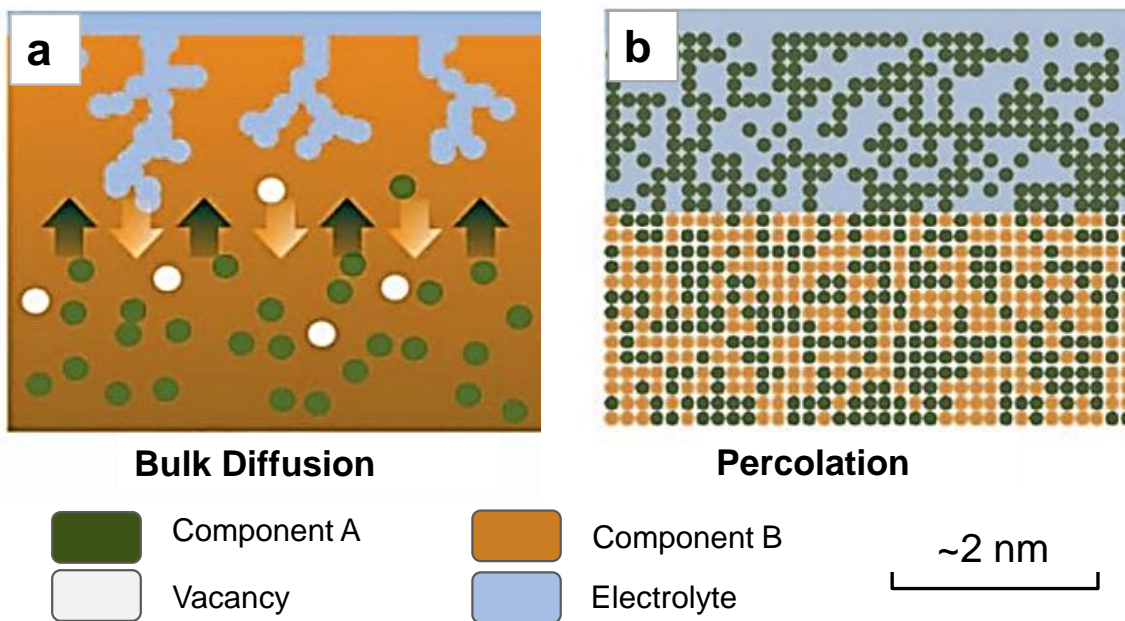 a
b
Bulk Diffusion
Percolation
Component A
Component B
~2 nm
Vacancy
Electrolyte